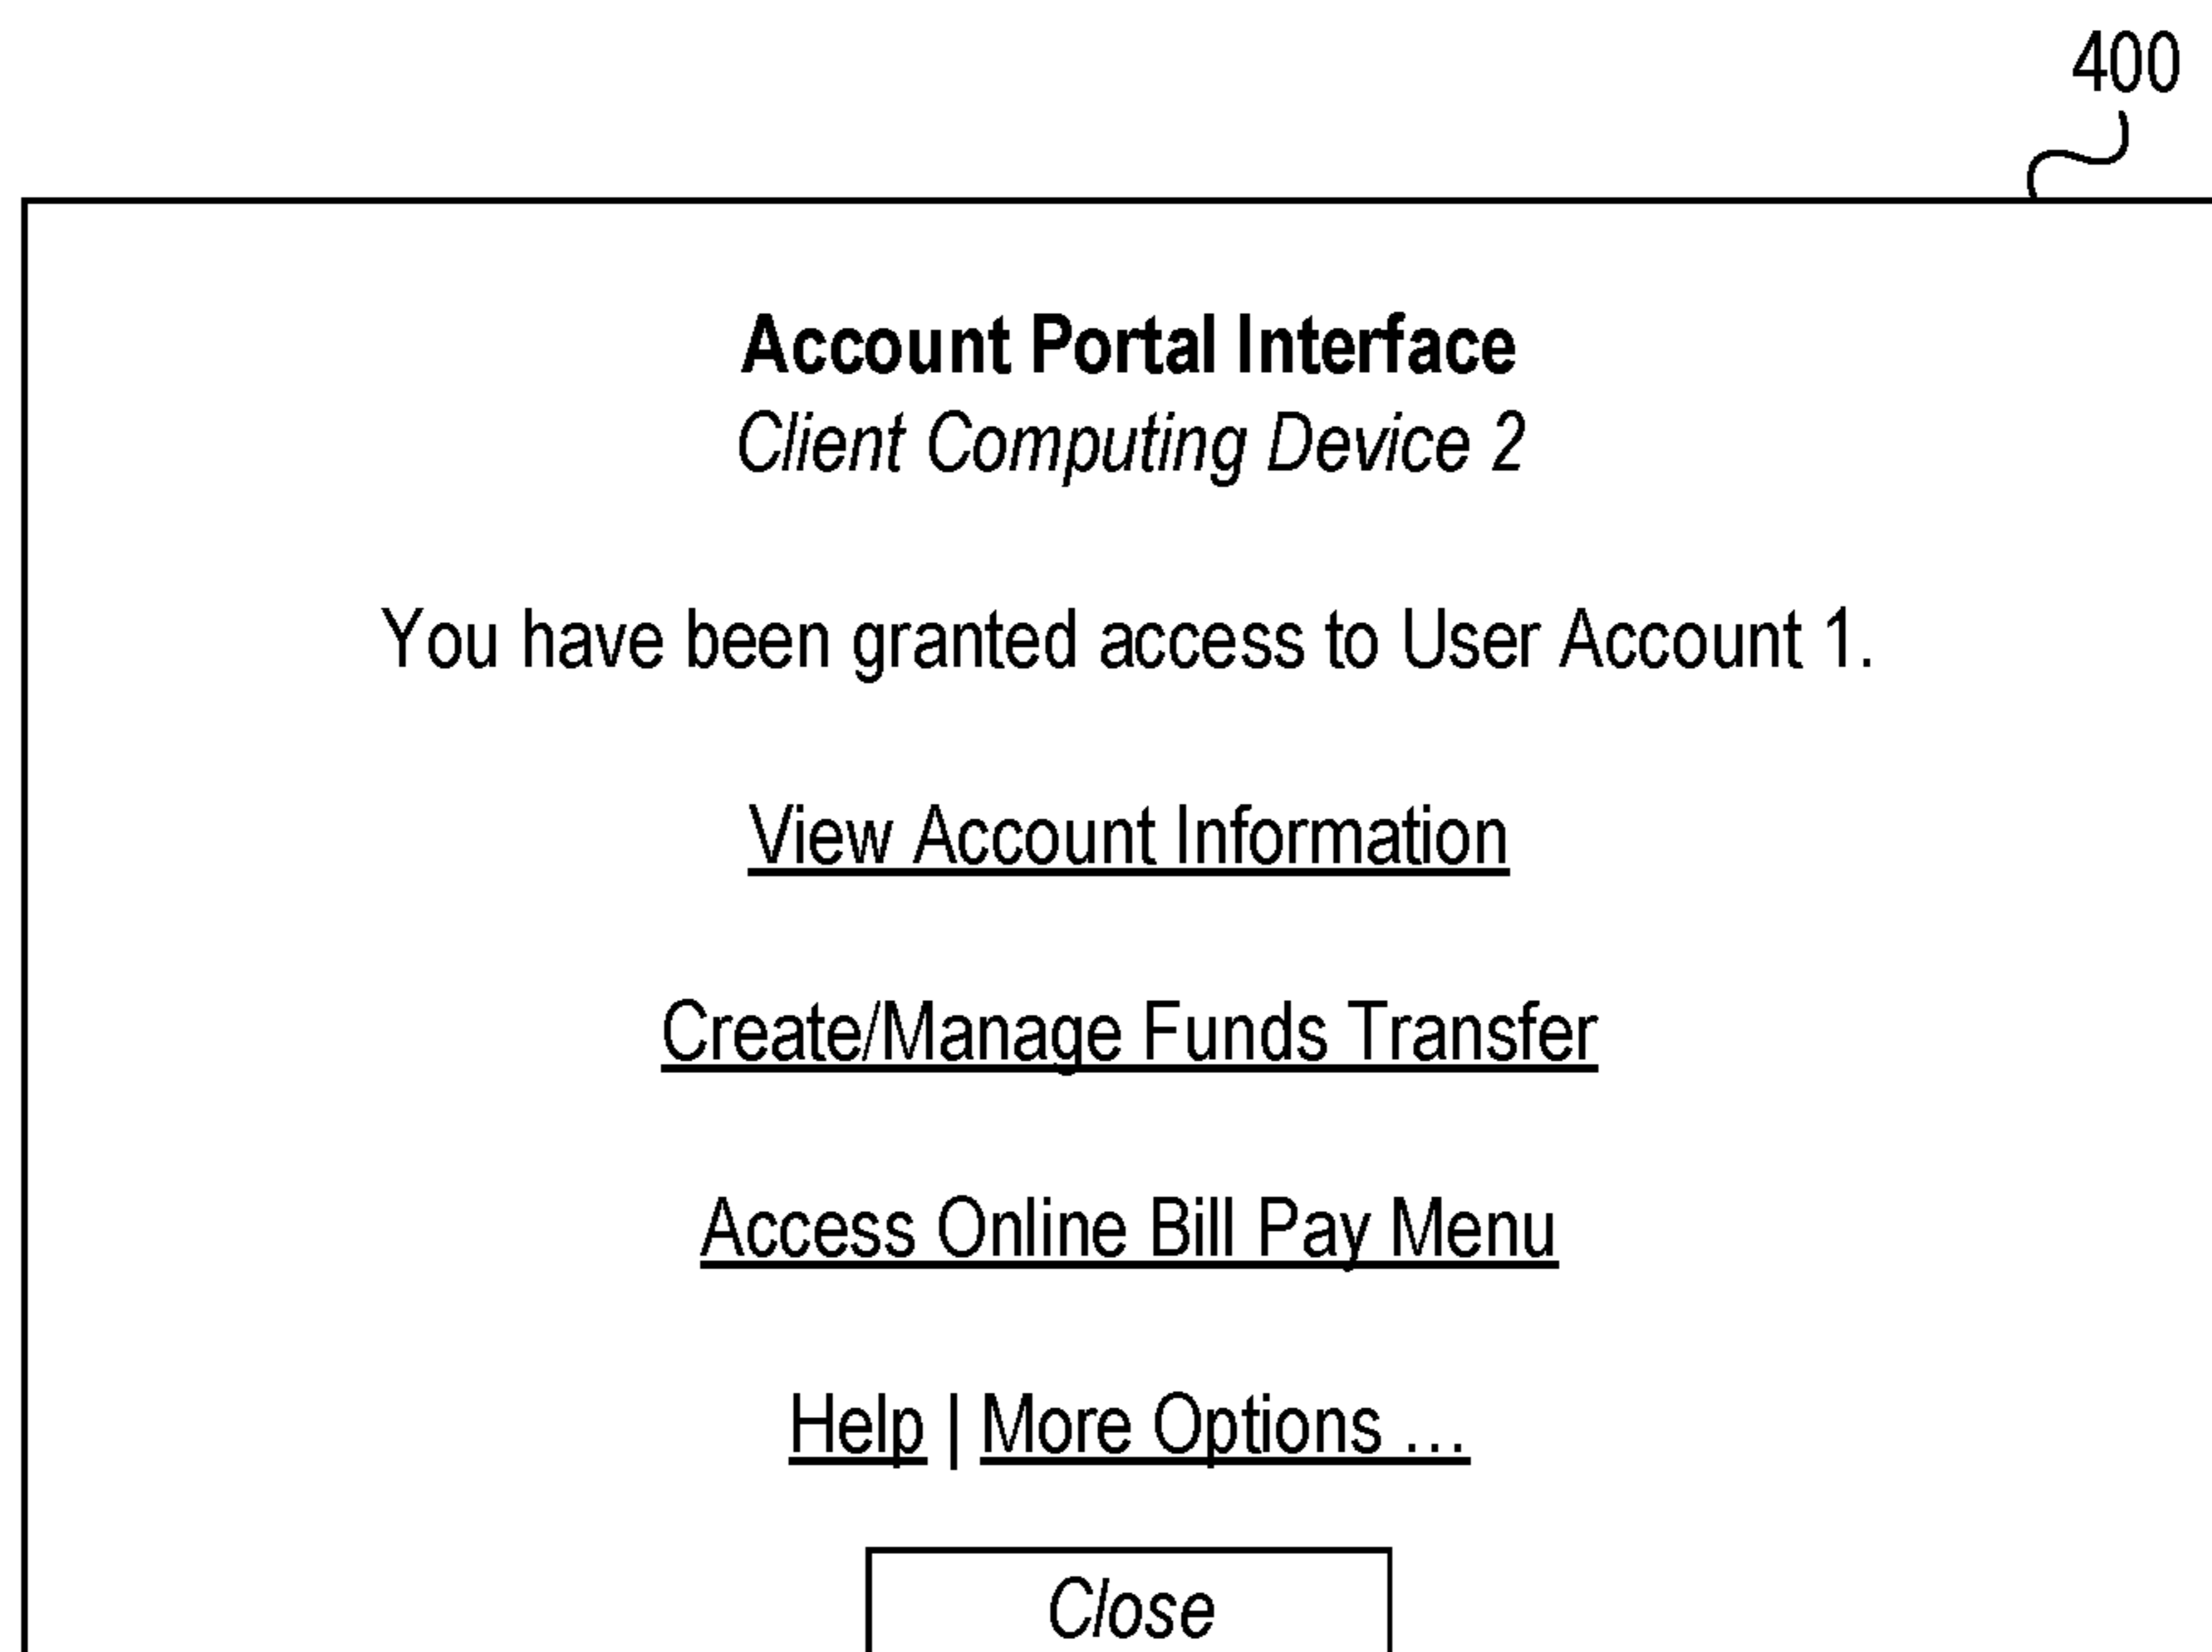 400
Account Portal Interface
Client Computing Device 2
You have been granted access to User Account 1.
View Account Information
Create/Manage Funds Transfer
Access Online Bill Pay Menu
Help | More Options ...
Close